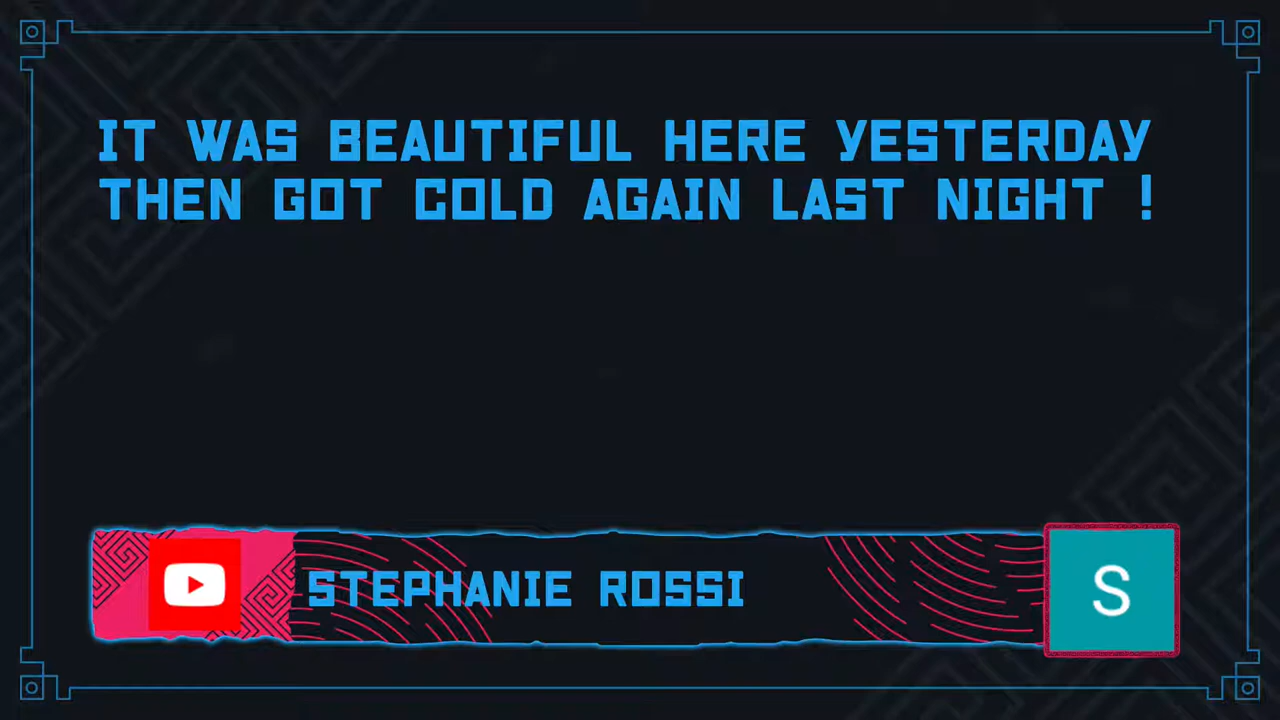 IT WAS BEAUTIFUL HERE YESTERDAY
THEN GOT COLD AGAIN LAST NIGHT !
STEPHANIE ROSSI
S